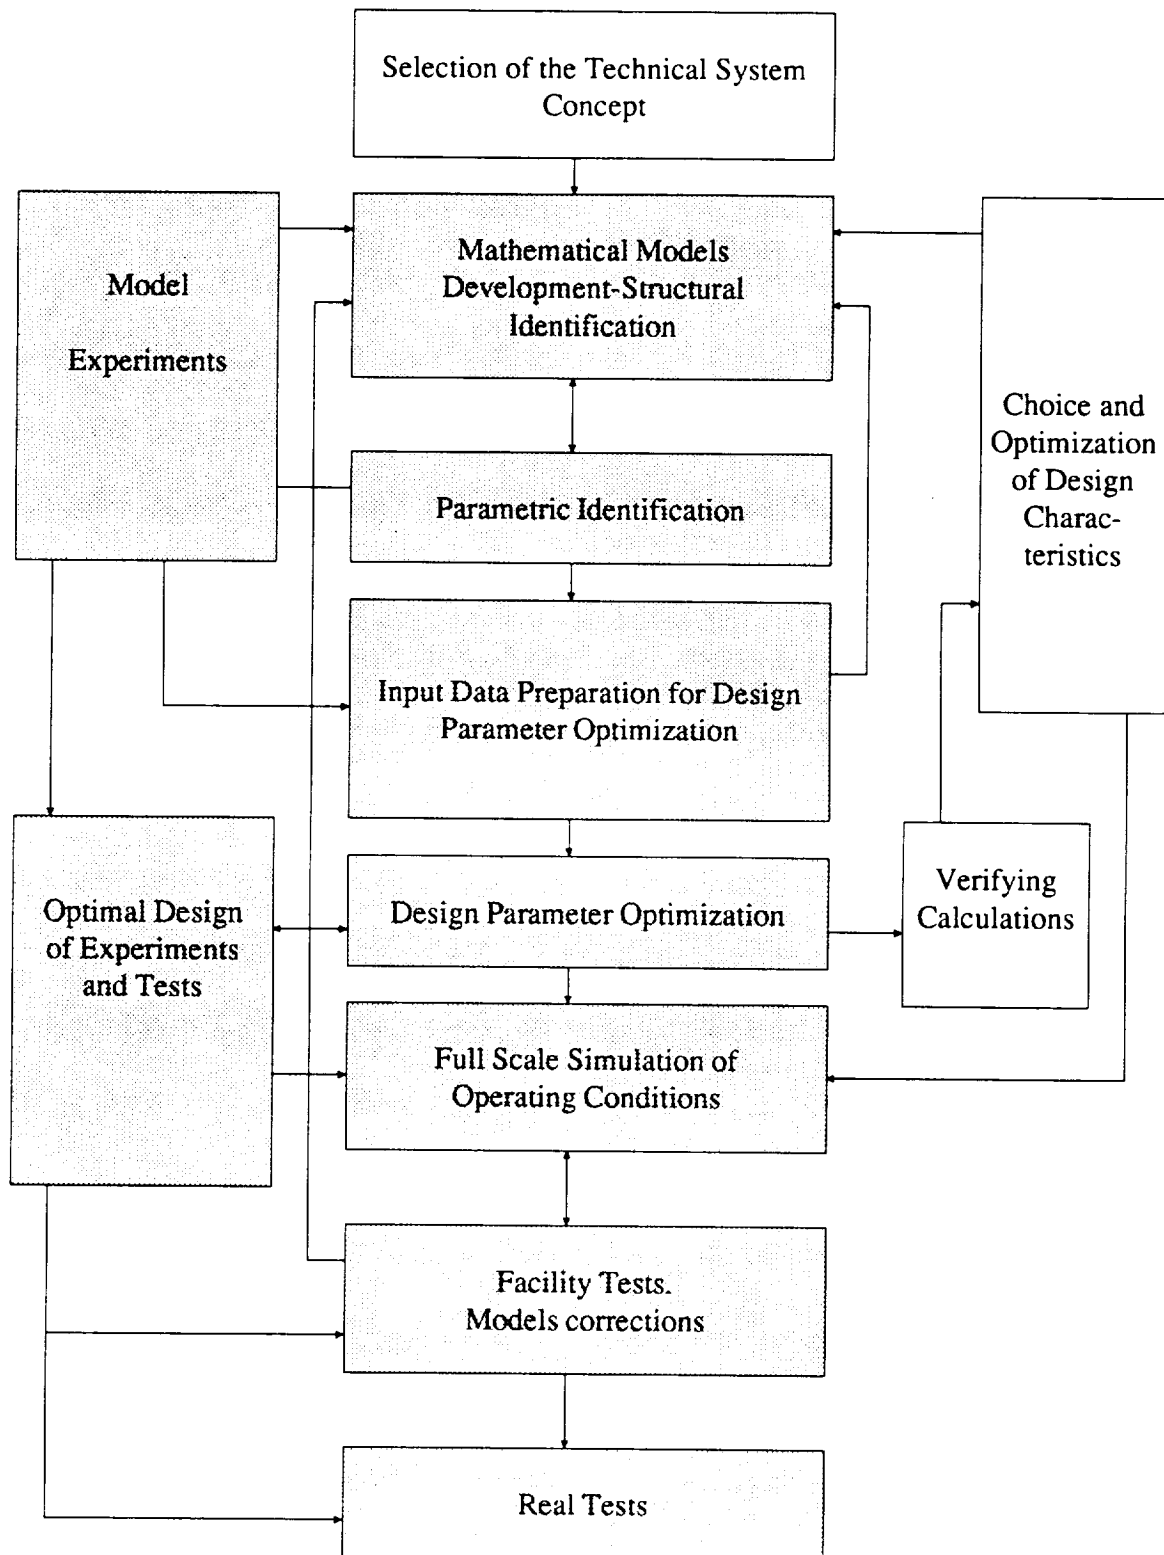 Selection of the Technical System
Concept
Model
Experiments
Mathematical Models
Development-Structural
Identification
Choice and
Optimization
of Design
Charac-
teristics
Parametric Identification
Input Data Preparation for Design
Parameter Optimization
Optimal Design
of Experiments
and Tests
Design Parameter Optimization
Verifying
Calculations
Full Scale Simulation of
Operating Conditions
Facility Tests.
Models corrections
Real Tests